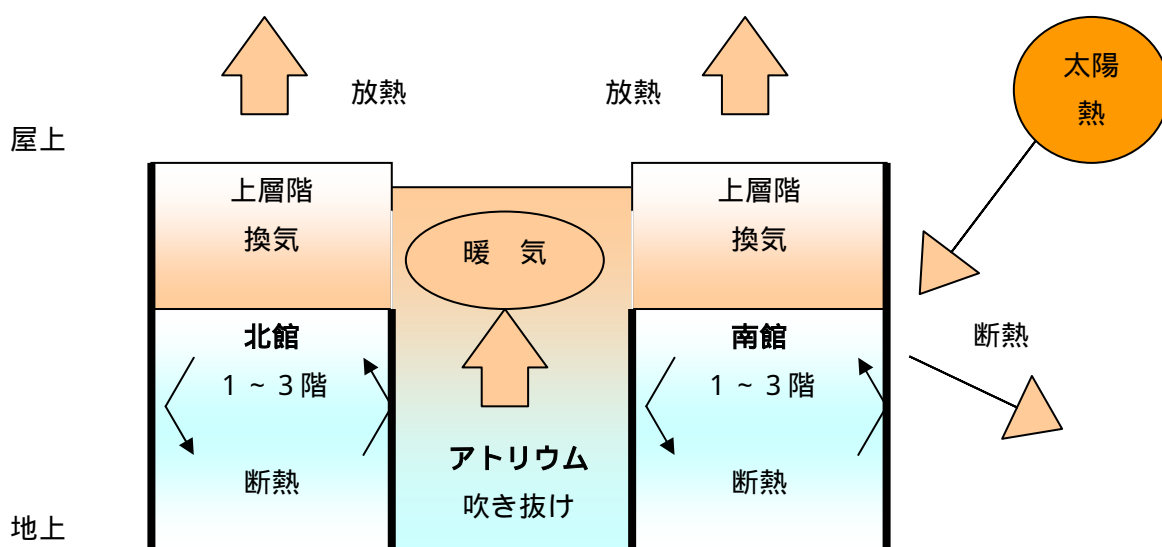 放熱
放熱
太陽
熱
屋上
上層階
換気
暖　気
上層階
換気
北館
1 ~ 3 階
断熱
アトリウム
吹き抜け
南館
1 ~ 3 階
断熱
断熱
地上